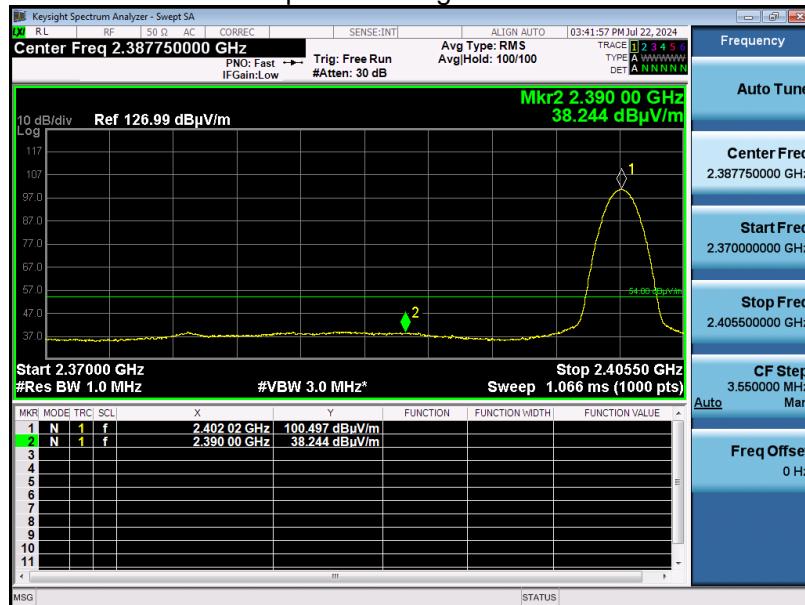 Keysight Spectrum Analyzer - Swept SA
LXI RL RF 50 Ω AC CORREC SENSE:INT ALIGN AUTO 03:41:57 PM Jul 22, 2024
Center Freq 2.387750000 GHz
PNO: Fast
IFGain:Low
Trig: Free Run
#Atten: 30 dB
Avg Type: RMS
Avg|Hold: 100/100
TRACE 1 2 3 4 5 6
TYPE A WWWWW
DET A N N N N N
Mkr2 2.390 00 GHz
38.244 dBµV/m
10 dB/div Ref 126.99 dBµV/m
Log
117
107
97.0
87.0
77.0
67.0
57.0
47.0
37.0
1
2
54.00 dBµV/m
Start 2.37000 GHz Stop 2.40550 GHz
#Res BW 1.0 MHz #VBW 3.0 MHz* Sweep 1.066 ms (1000 pts)
MKR MODE TRC SCL X Y FUNCTION FUNCTION WIDTH FUNCTION VALUE
1 N 1 f 2.402 02 GHz 100.497 dBµV/m
2 N 1 f 2.390 00 GHz 38.244 dBµV/m
3
4
5
6
7
8
9
10
11
MSG STATUS
Frequency
Auto Tune
Center Freq
2.387750000 GHz
Start Freq
2.370000000 GHz
Stop Freq
2.405500000 GHz
CF Step
3.550000 MHz
Auto Man
Freq Offset
0 Hz